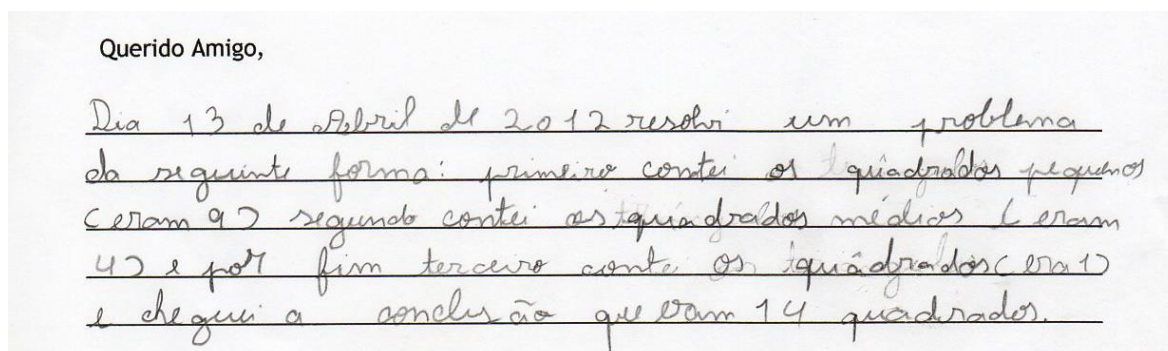 Querido Amigo,
Dia 13 de Abril de 2012 resolvi um problema
da seguinte forma: primeiro contei os quadrados pequenos
(eram 9) segundo contei os quadrados médios (eram
4) e por fim terceiro conte os quadrados (era 1)
e cheguei a conclusão que eram 14 quadrados.